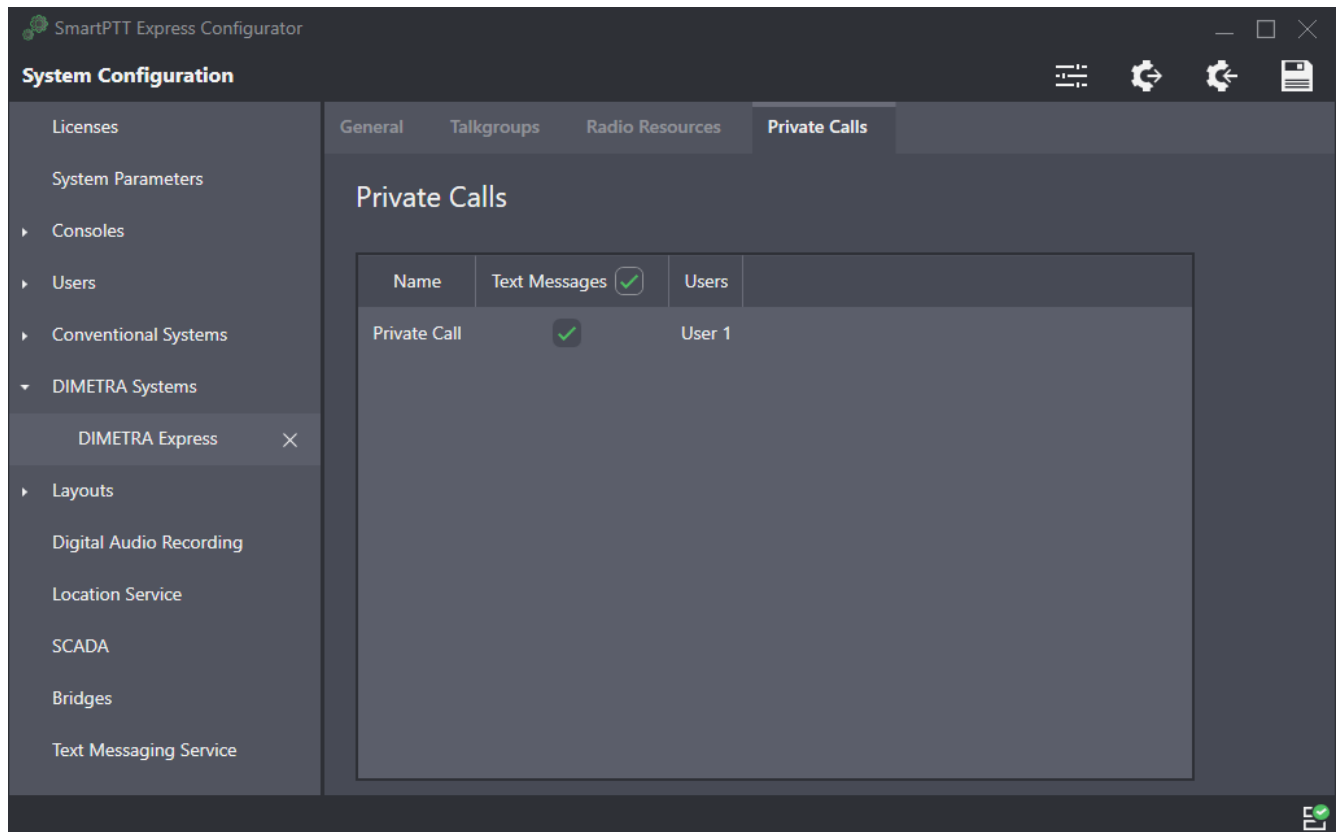 SmartPTT Express Configurator
System Configuration
Licenses
System Parameters
Consoles
Users
Conventional Systems
DIMETRA Systems
DIMETRA Express
Layouts
Digital Audio Recording
Location Service
SCADA
Bridges
Text Messaging Service
General Talkgroups Radio Resources Private Calls
Private Calls
Name Text Messages Users
Private Call User 1